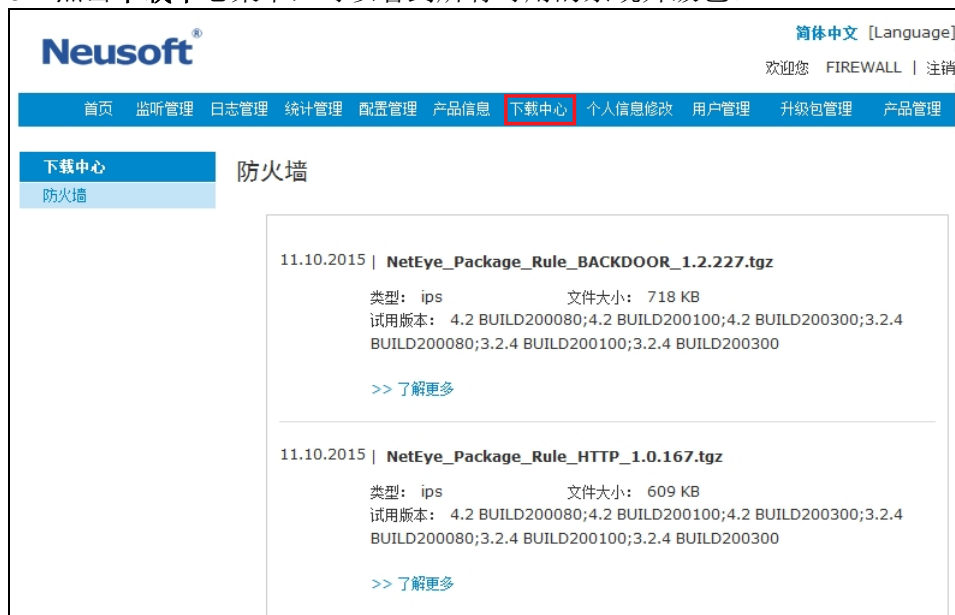 Neusoft®
简体中文 [Language]
欢迎您 FIREWALL | 注销
首页 监听管理 日志管理 统计管理 配置管理 产品信息 下载中心 个人信息修改 用户管理 升级包管理 产品管理
下载中心
防火墙
防火墙
11.10.2015 | NetEye_Package_Rule_BACKDOOR_1.2.227.tgz
类型: ips 文件大小: 718 KB
试用版本: 4.2 BUILD200080;4.2 BUILD200100;4.2 BUILD200300;3.2.4
BUILD200080;3.2.4 BUILD200100;3.2.4 BUILD200300
>> 了解更多
11.10.2015 | NetEye_Package_Rule_HTTP_1.0.167.tgz
类型: ips 文件大小: 609 KB
试用版本: 4.2 BUILD200080;4.2 BUILD200100;4.2 BUILD200300;3.2.4
BUILD200080;3.2.4 BUILD200100;3.2.4 BUILD200300
>> 了解更多